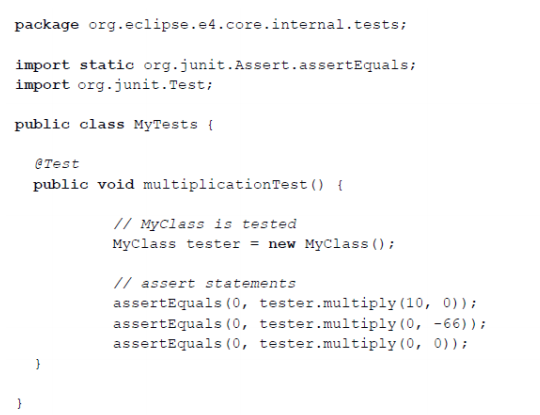 package org.eclipse.e4.core.internal.tests;
import static org.junit.Assert.assertEquals;
import org.junit.Test;
public class MyTests {
@Test
public void multiplicationTest() {
// MyClass is tested
MyClass tester = new MyClass();
// assert statements
assertEquals(0, tester.multiply(10, 0));
assertEquals(0, tester.multiply(0, -66));
assertEquals(0, tester.multiply(0, 0));
}
}